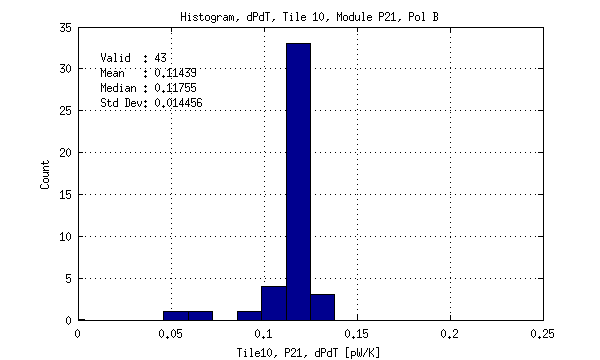 Histogram, dPdT, Tile 10, Module P21, Pol B
35
30
25
20
15
10
5
0
Count
Valid : 43
Mean : 0.11439
Median : 0.11755
Std Dev: 0.014456
0 0.05 0.1 0.15 0.2 0.25
Tile10, P21, dPdT [pW/K]